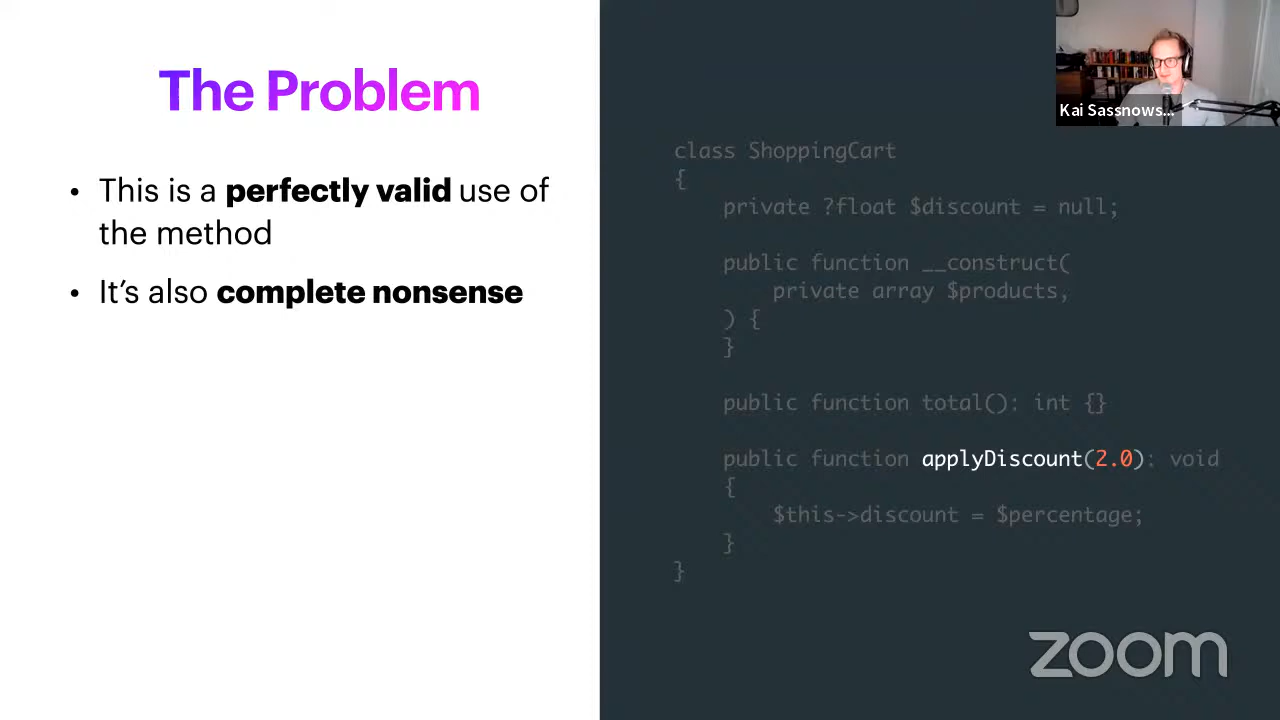 The Problem
• This is a perfectly valid use of
the method
• It's also complete nonsense
Kai Sassnows...
class ShoppingCart
{
    private ?float $discount = null;
    public function __construct(
        private array $products,
    ) {
    }
    public function total(): int {}
    public function applyDiscount(2.0): void
    {
        $this->discount = $percentage;
    }
}
zoom